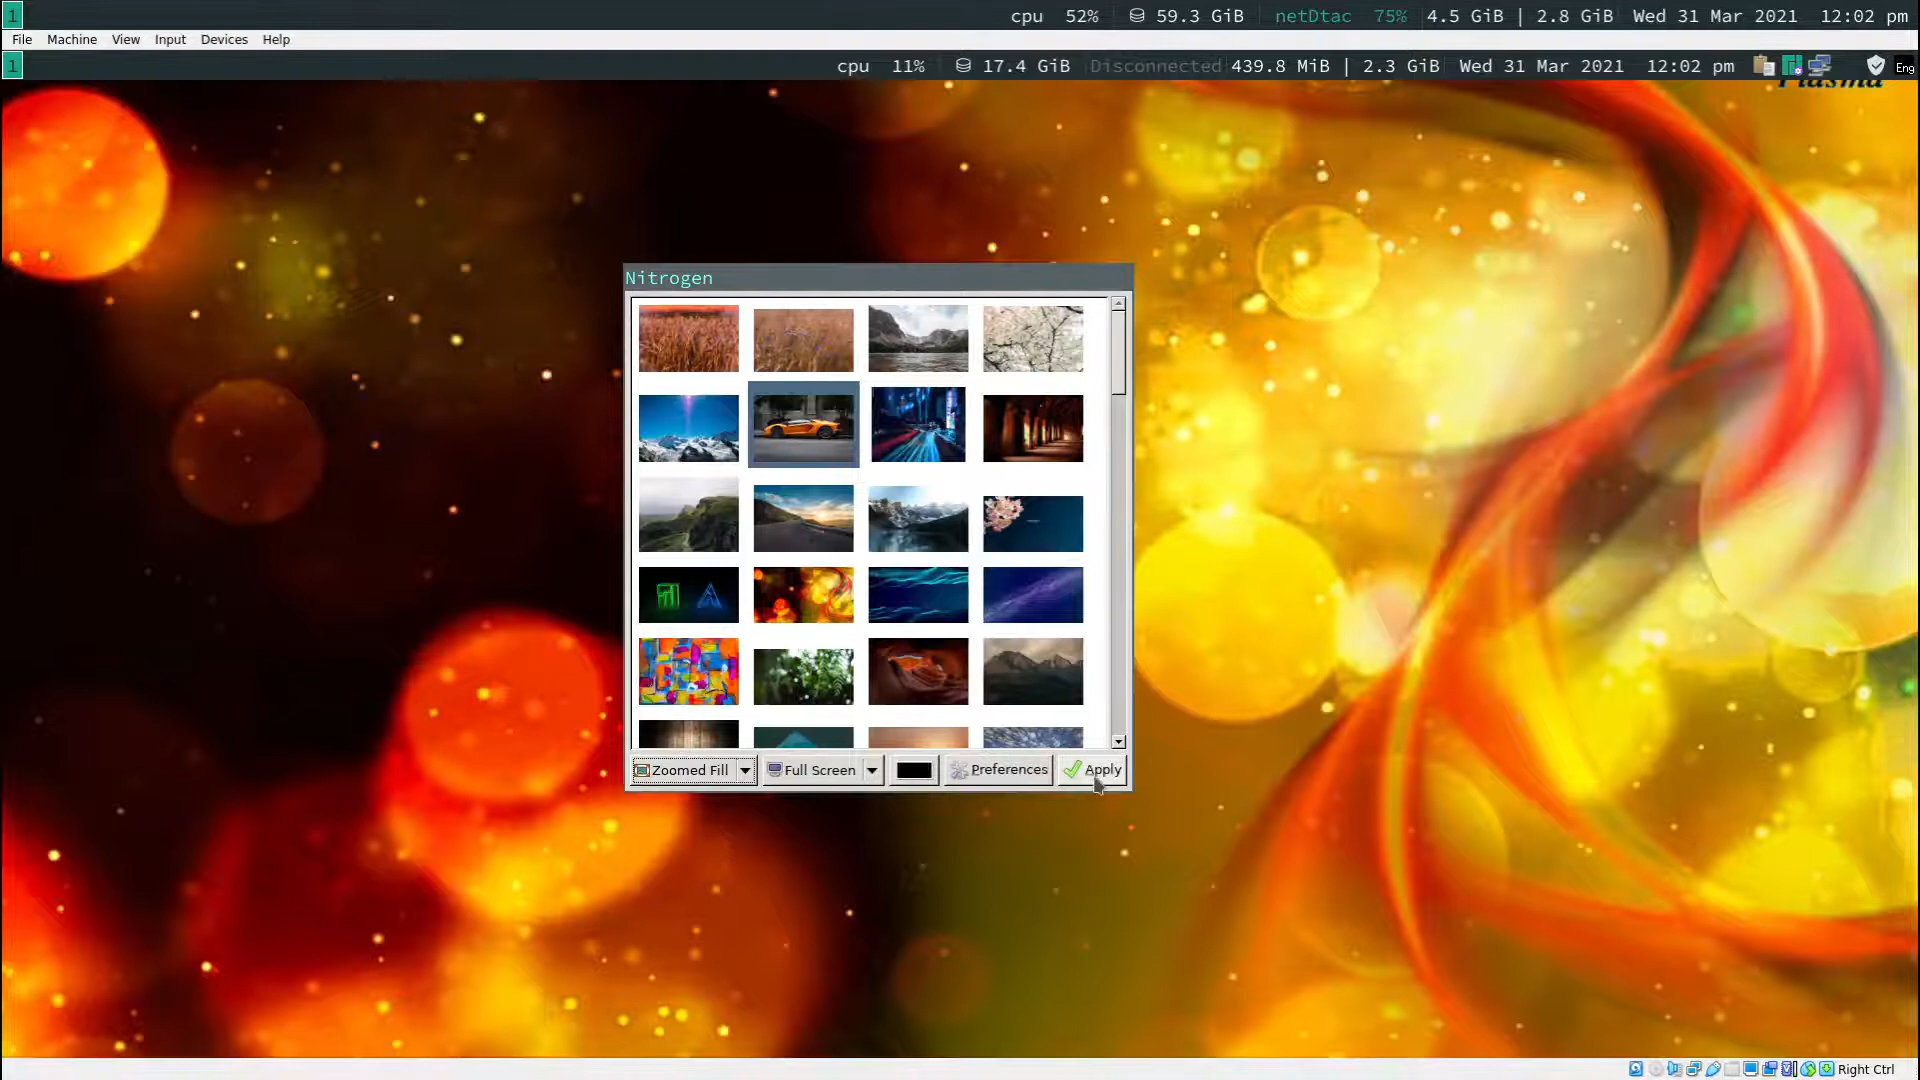 1 cpu 52% 59.3 GiB netDtac 75% 4.5 GiB | 2.8 GiB Wed 31 Mar 2021 12:02 pm
File Machine View Input Devices Help
1 cpu 11% 17.4 GiB Disconnected 439.8 MiB | 2.3 GiB Wed 31 Mar 2021 12:02 pm Eng
Plasma
Nitrogen
Zoomed Fill Full Screen Preferences Apply
Right Ctrl